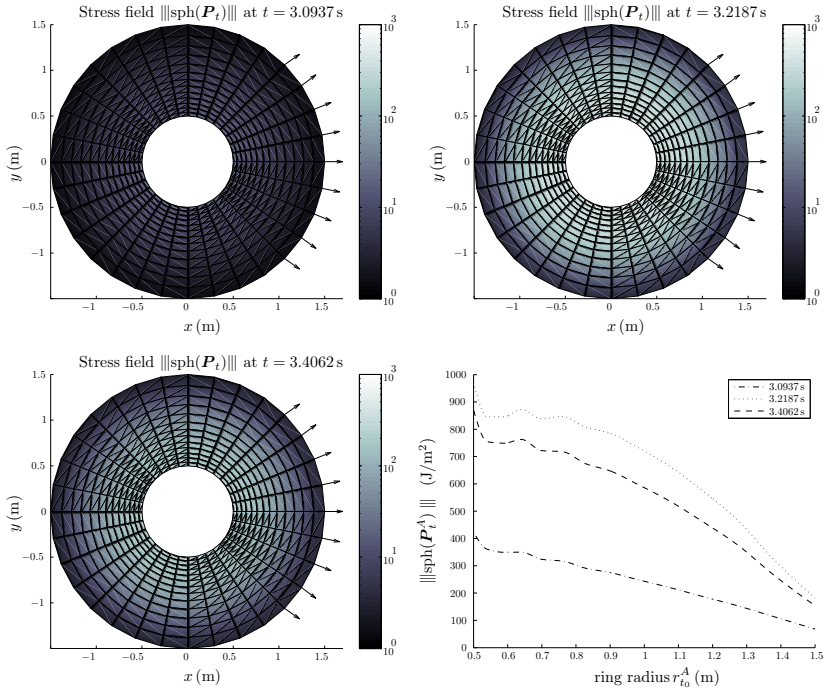 Stress field |||sph(P_t)||| at t = 3.0937 s
1.5
1
0.5
0
−0.5
−1
y (m)
−1 −0.5 0 0.5 1 1.5
x (m)
10^3
10^2
10^1
10^0
Stress field |||sph(P_t)||| at t = 3.2187 s
1.5
1
0.5
0
−0.5
−1
y (m)
−1 −0.5 0 0.5 1 1.5
x (m)
10^3
10^2
10^1
10^0
Stress field |||sph(P_t)||| at t = 3.4062 s
1.5
1
0.5
0
−0.5
−1
y (m)
−1 −0.5 0 0.5 1 1.5
x (m)
10^3
10^2
10^1
10^0
1000
900
800
700
600
500
400
300
200
100
0
|||sph(P_t^A) ||| (J/m²)
3.0937 s
3.2187 s
3.4062 s
0.5 0.6 0.7 0.8 0.9 1 1.1 1.2 1.3 1.4 1.5
ring radius r_{t_0}^A (m)